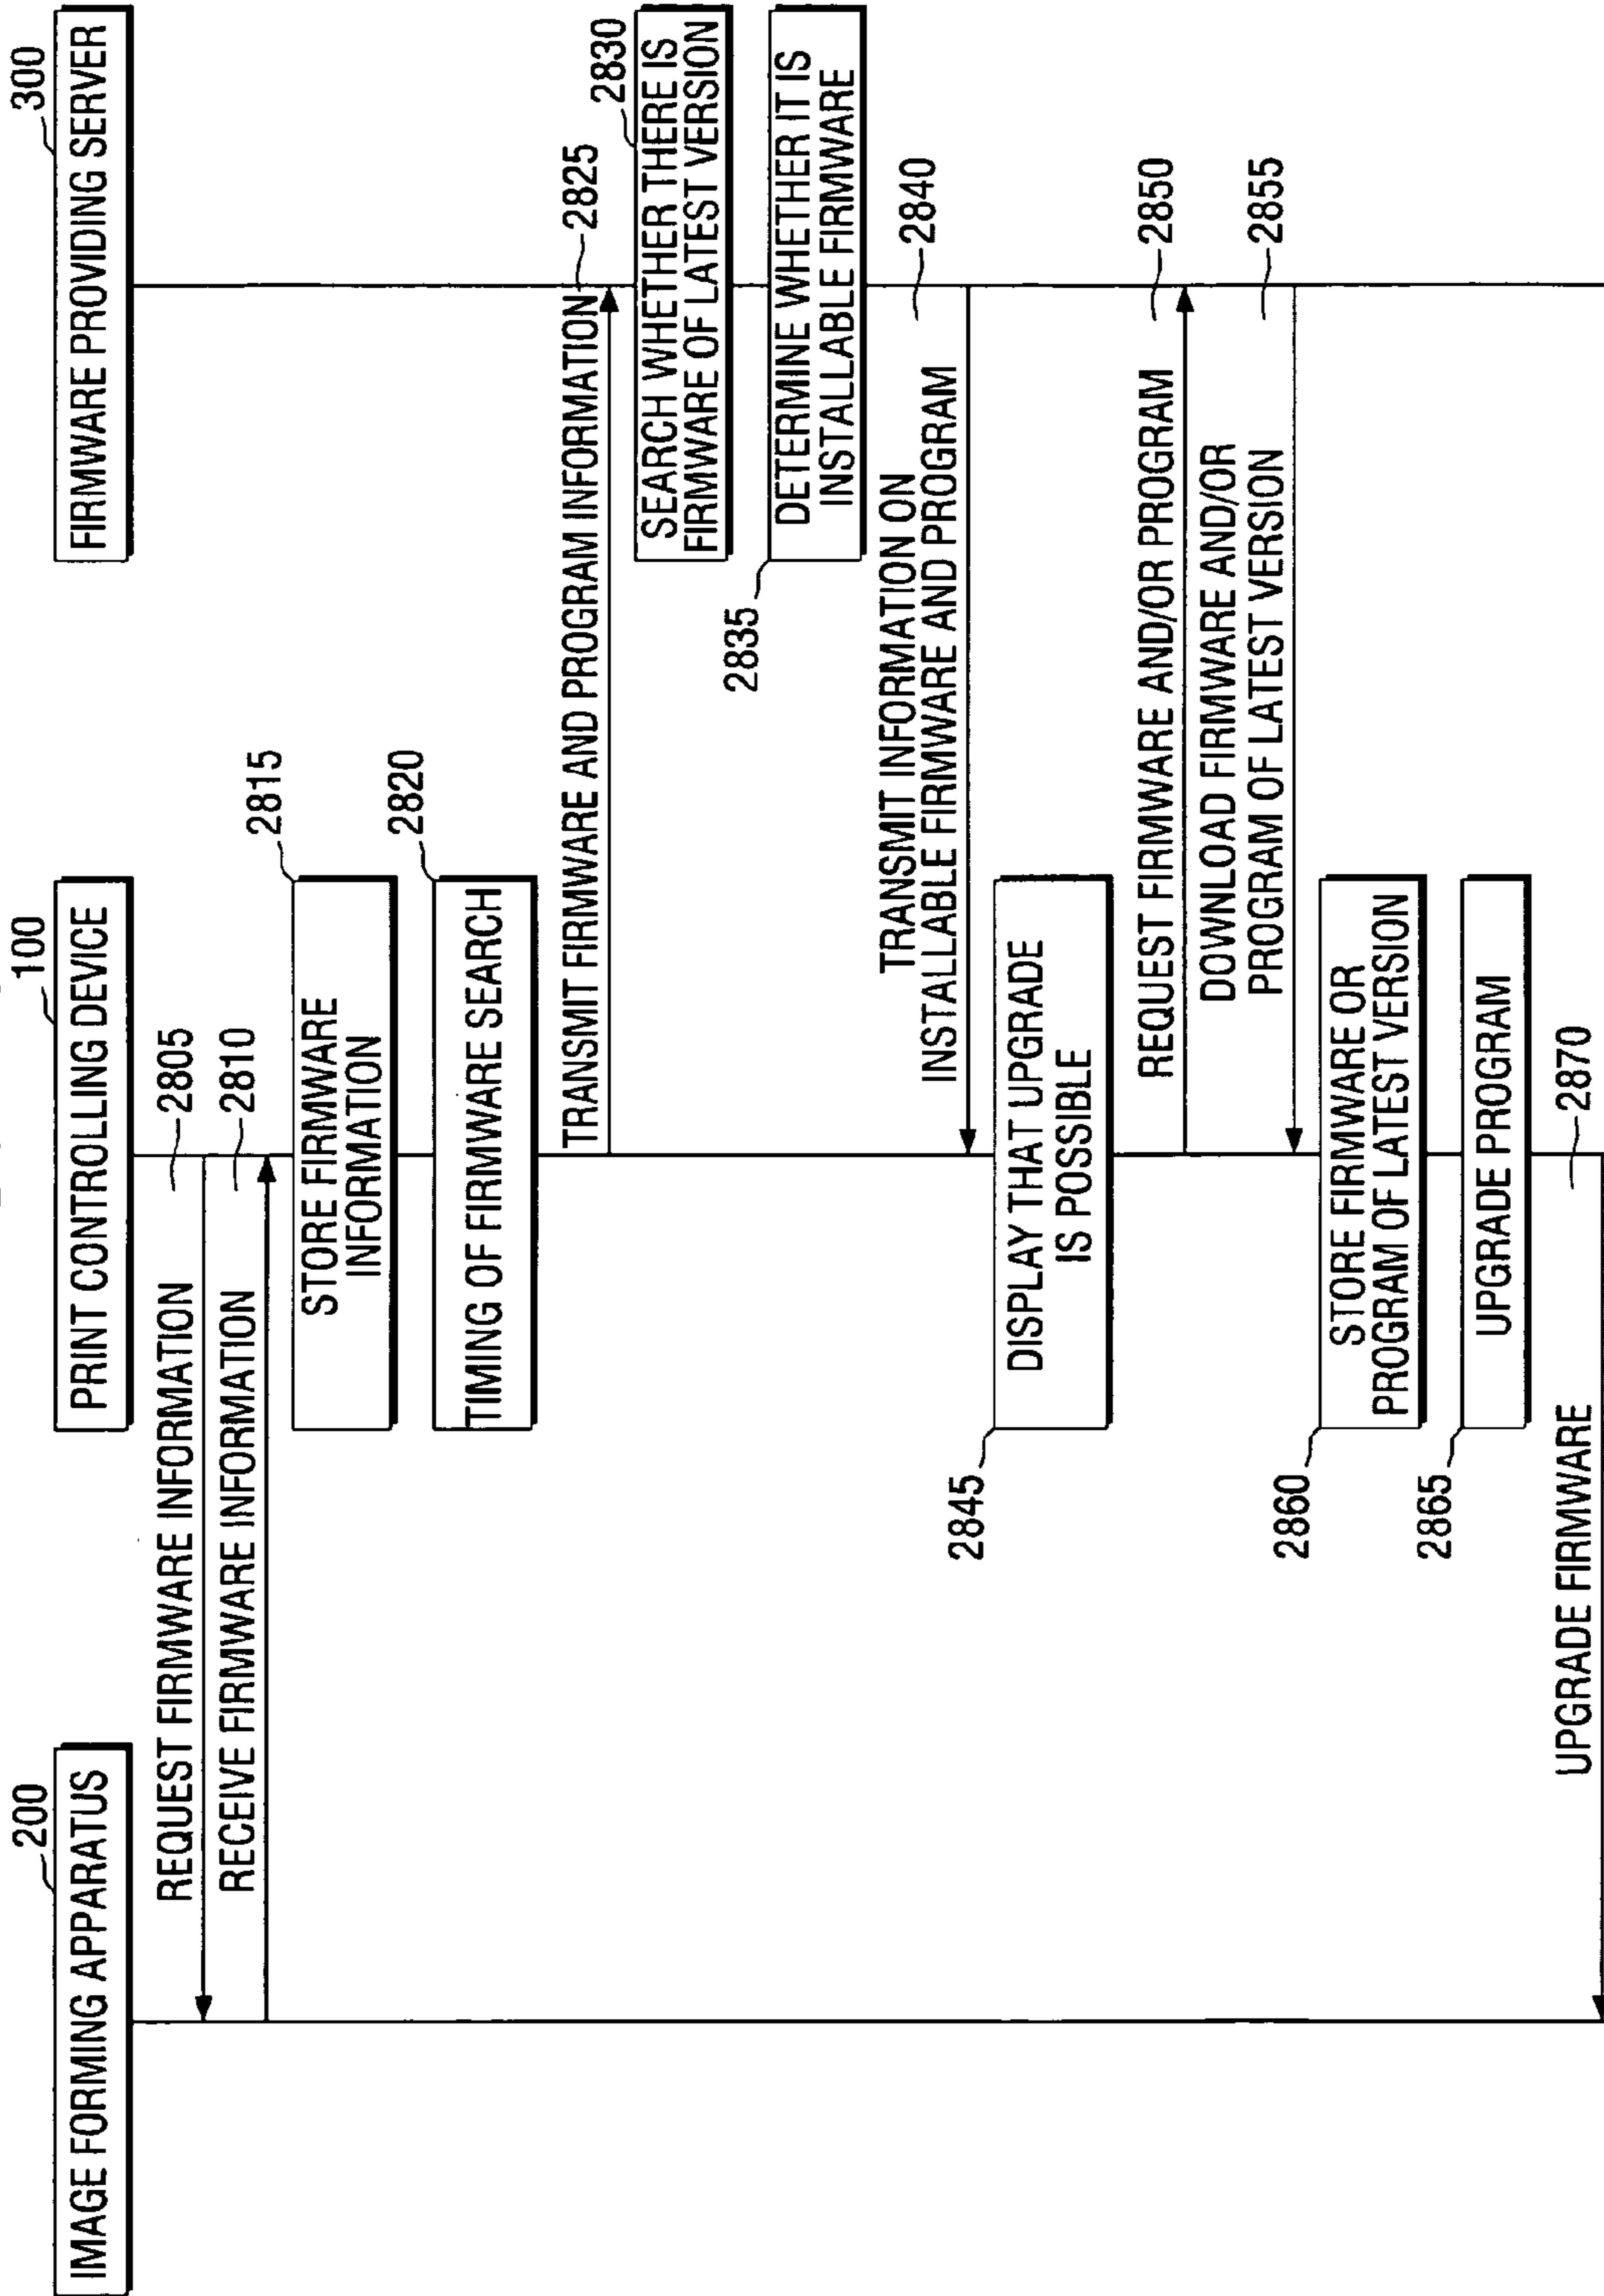 200
IMAGE FORMING APPARATUS
100
PRINT CONTROLLING DEVICE
300
FIRMWARE PROVIDING SERVER
REQUEST FIRMWARE INFORMATION
2805
RECEIVE FIRMWARE INFORMATION
2810
2815
STORE FIRMWARE
INFORMATION
2820
TIMING OF FIRMWARE SEARCH
TRANSMIT FIRMWARE AND PROGRAM INFORMATION
2825
2830
SEARCH WHETHER THERE IS
FIRMWARE OF LATEST VERSION
2835
DETERMINE WHETHER IT IS
INSTALLABLE FIRMWARE
TRANSMIT INFORMATION ON
INSTALLABLE FIRMWARE AND PROGRAM
2840
2845
DISPLAY THAT UPGRADE
IS POSSIBLE
REQUEST FIRMWARE AND/OR PROGRAM
2850
DOWNLOAD FIRMWARE AND/OR
PROGRAM OF LATEST VERSION
2855
2860
STORE FIRMWARE OR
PROGRAM OF LATEST VERSION
2865
UPGRADE PROGRAM
UPGRADE FIRMWARE
2870